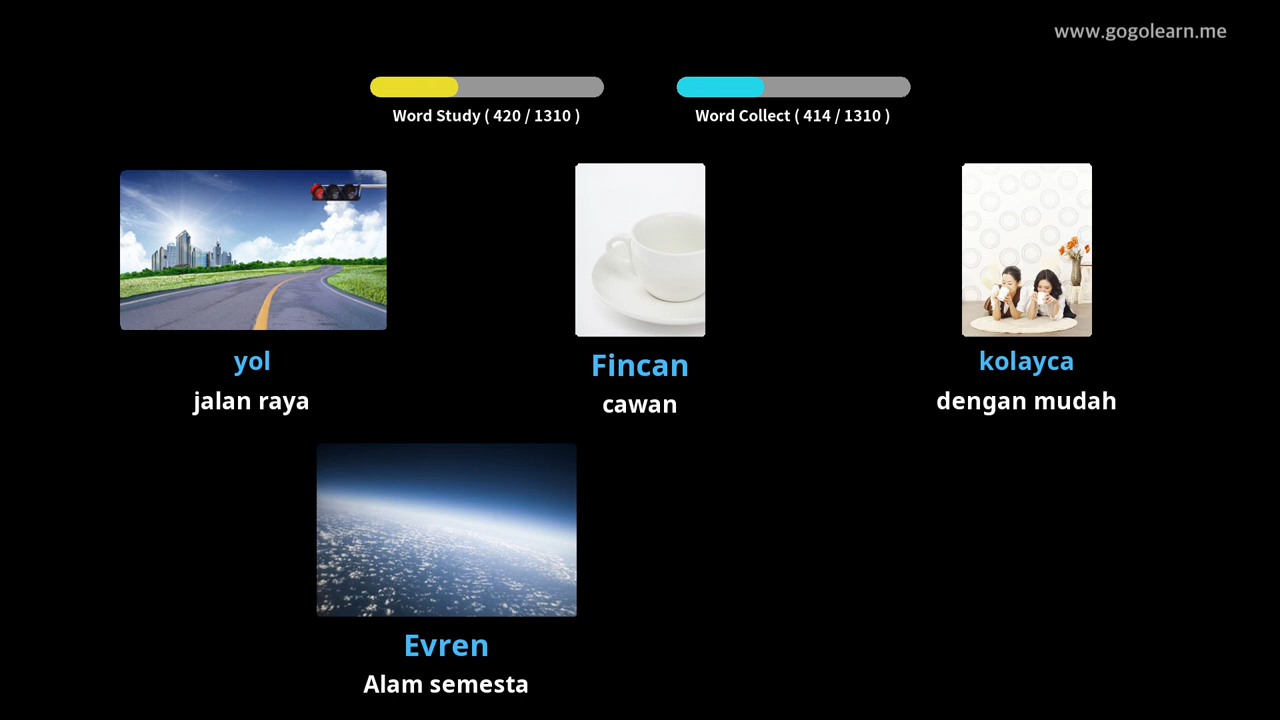 www.gogolearn.me
Word Study ( 420 / 1310 )
Word Collect ( 414 / 1310 )
yol
jalan raya
Fincan
cawan
kolayca
dengan mudah
Evren
Alam semesta